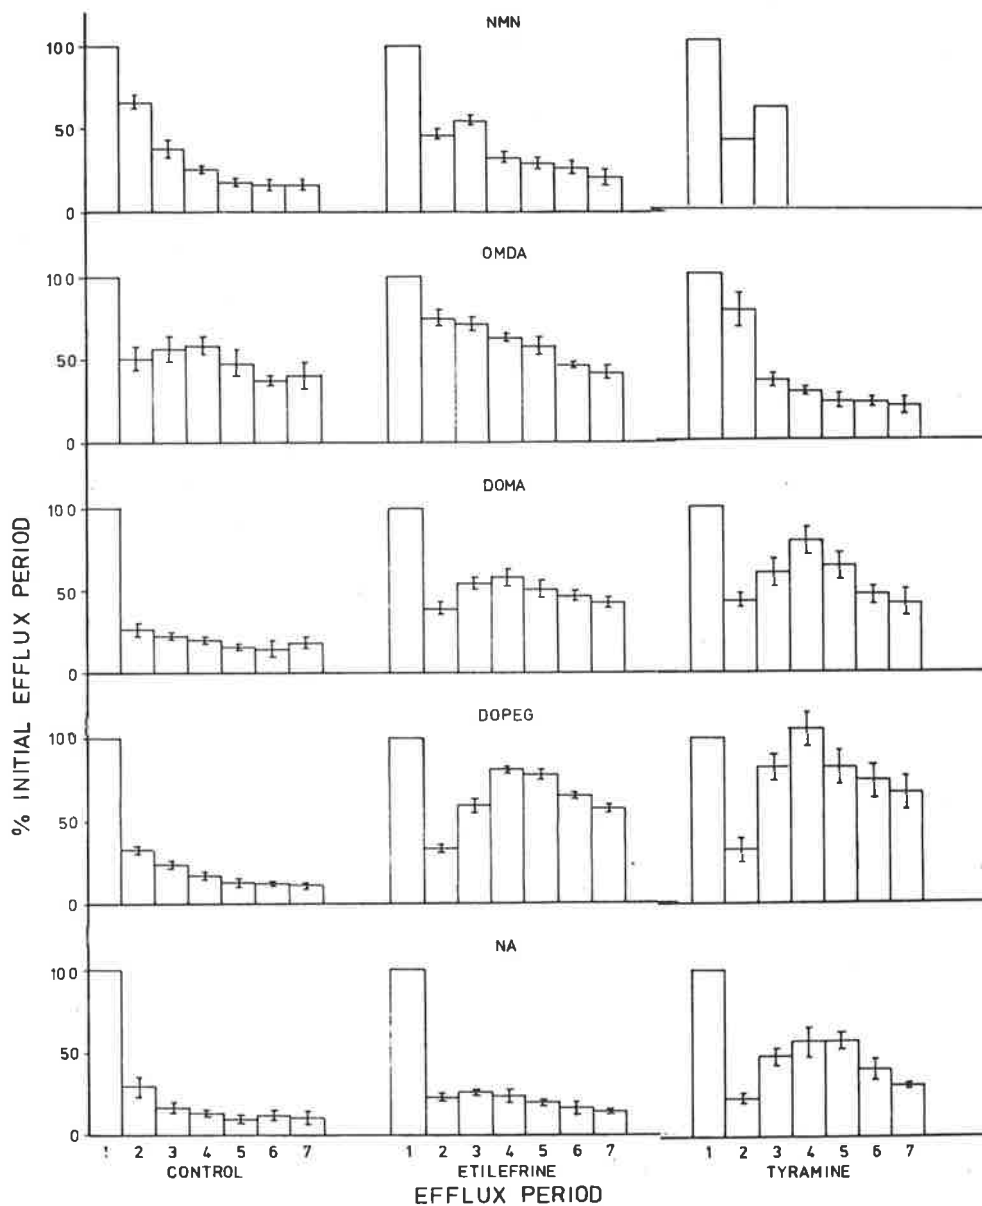 NMN
100
50
0
OMDA
100
50
0
DOMA
100
50
0
DOPEG
100
50
0
NA
100
50
0
% INITIAL EFFLUX PERIOD
1 2 3 4 5 6 7 1 2 3 4 5 6 7 1 2 3 4 5 6 7
CONTROL ETILEFRINE TYRAMINE
EFFLUX PERIOD